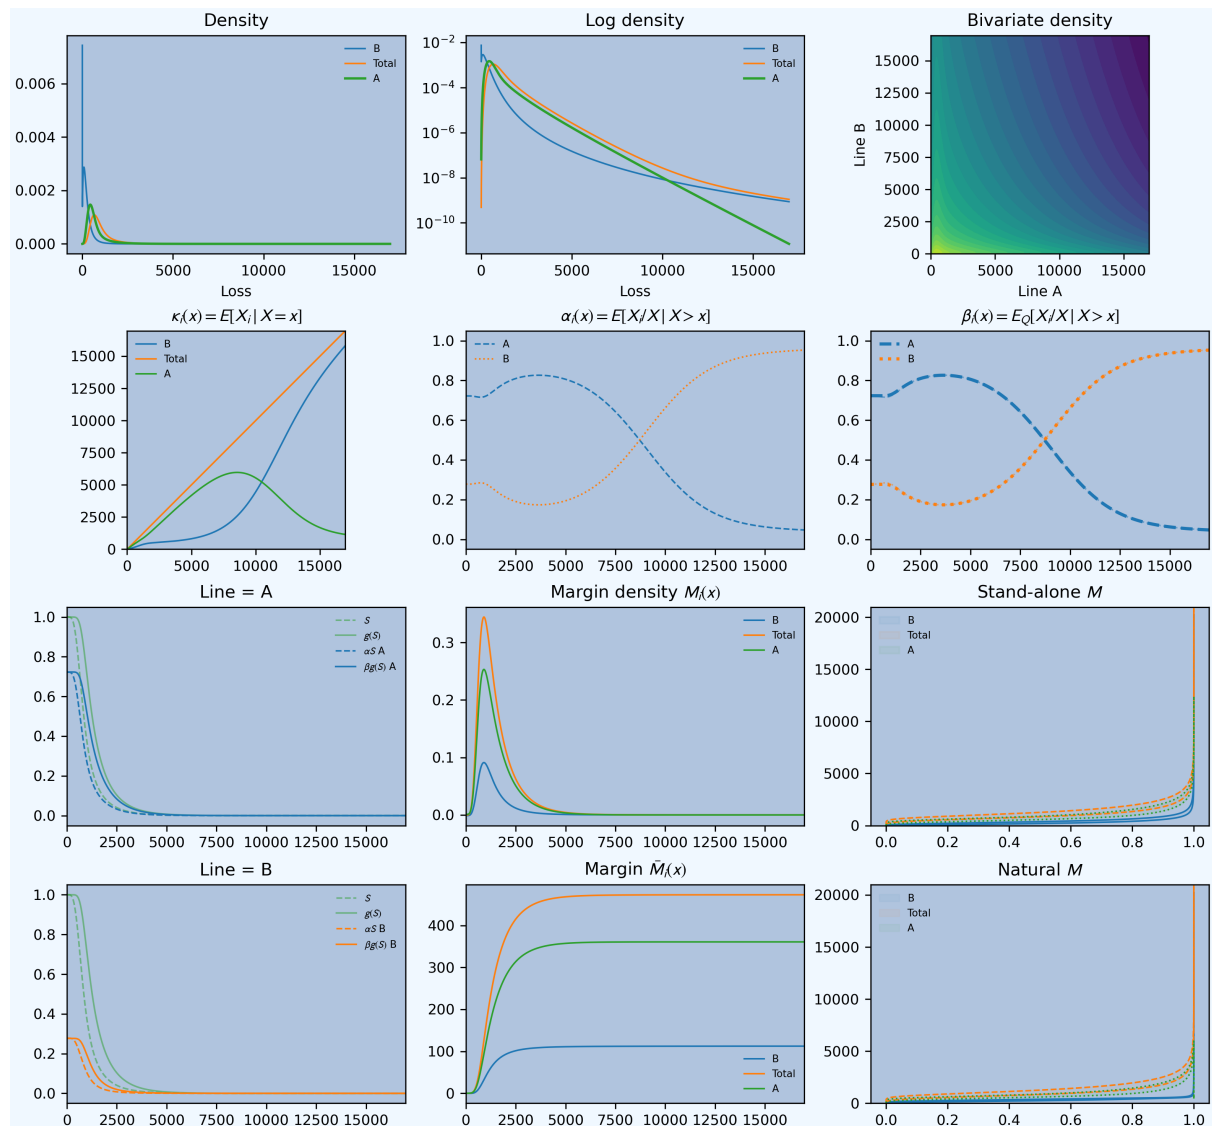 Density
0.006
0.004
0.002
0.000
0 5000 10000 15000
Loss
B
Total
A
Log density
10⁻²
10⁻⁴
10⁻⁶
10⁻⁸
10⁻¹⁰
0 5000 10000 15000
Loss
B
Total
A
Bivariate density
Line B
15000
12500
10000
7500
5000
2500
0
0 5000 10000 15000
Line A
κᵢ(x) = E[Xᵢ | X = x]
15000
12500
10000
7500
5000
2500
0
0 5000 10000 15000
B
Total
A
αᵢ(x) = E[Xᵢ/X | X > x]
1.0
0.8
0.6
0.4
0.2
0.0
0 2500 5000 7500 10000 12500 15000
A
B
βᵢ(x) = E_Q[Xᵢ/X | X > x]
1.0
0.8
0.6
0.4
0.2
0.0
0 2500 5000 7500 10000 12500 15000
A
B
Line = A
1.0
0.8
0.6
0.4
0.2
0.0
0 2500 5000 7500 10000 12500 15000
S
g(S)
αS A
βg(S) A
Margin density Mᵢ(x)
0.3
0.2
0.1
0.0
0 2500 5000 7500 10000 12500 15000
B
Total
A
Stand-alone M
20000
15000
10000
5000
0
0.0 0.2 0.4 0.6 0.8 1.0
B
Total
A
Line = B
1.0
0.8
0.6
0.4
0.2
0.0
0 2500 5000 7500 10000 12500 15000
S
g(S)
αS B
βg(S) B
Margin M̄ᵢ(x)
400
300
200
100
0
0 2500 5000 7500 10000 12500 15000
B
Total
A
Natural M
20000
15000
10000
5000
0
0.0 0.2 0.4 0.6 0.8 1.0
B
Total
A